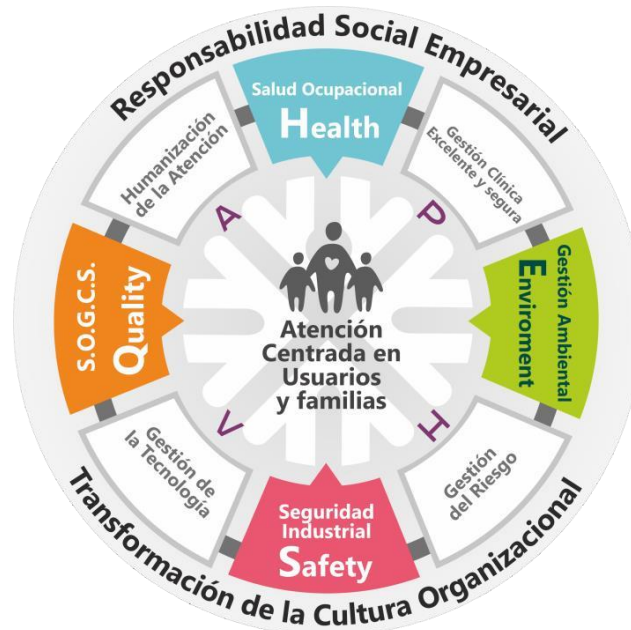 Responsabilidad Social Empresarial
Salud Ocupacional
Health
Humanización
de la Atención
Gestión Clínica
Excelente y segura
A
P
S.O.G.C.S.
Quality
Gestión Ambiental
Enviroment
Atención
Centrada en
Usuarios
y familias
V
H
Gestión de
la Tecnología
Gestión
del Riesgo
Seguridad
Industrial
Safety
Transformación de la Cultura Organizacional